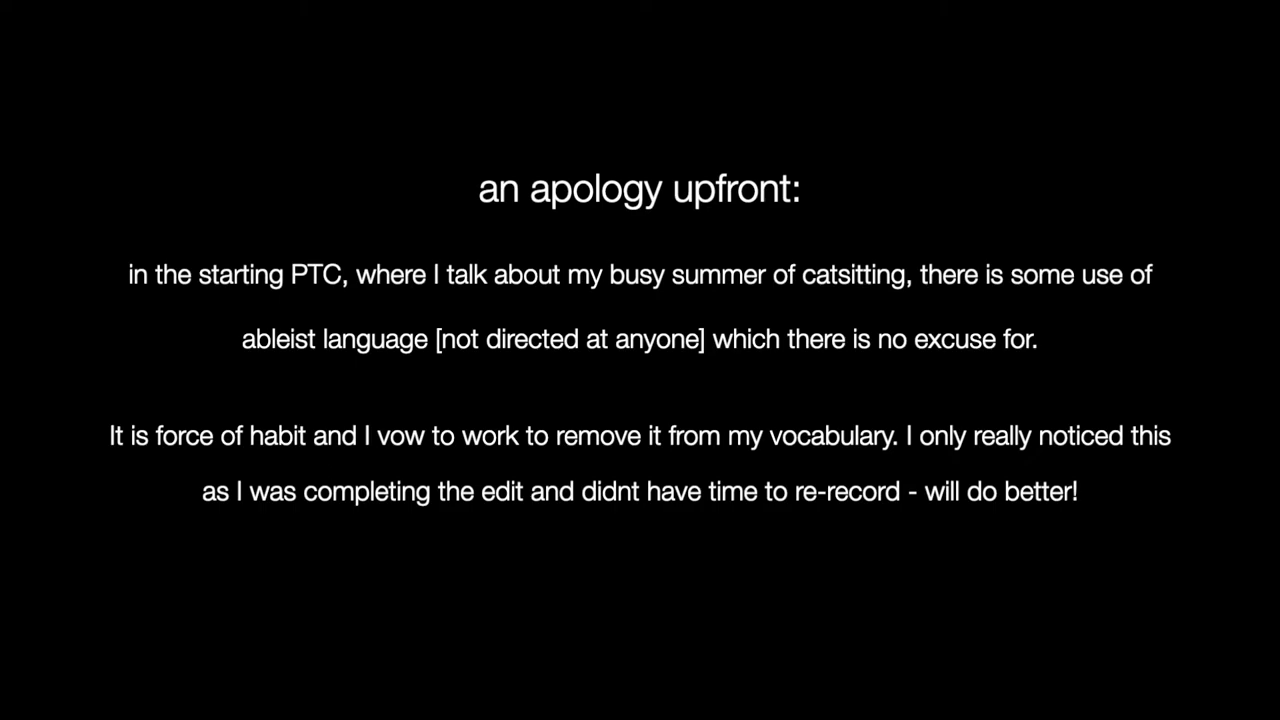 an apology upfront:
in the starting PTC, where I talk about my busy summer of catsitting, there is some use of
ableist language [not directed at anyone] which there is no excuse for.
It is force of habit and I vow to work to remove it from my vocabulary. I only really noticed this
as I was completing the edit and didnt have time to re-record - will do better!